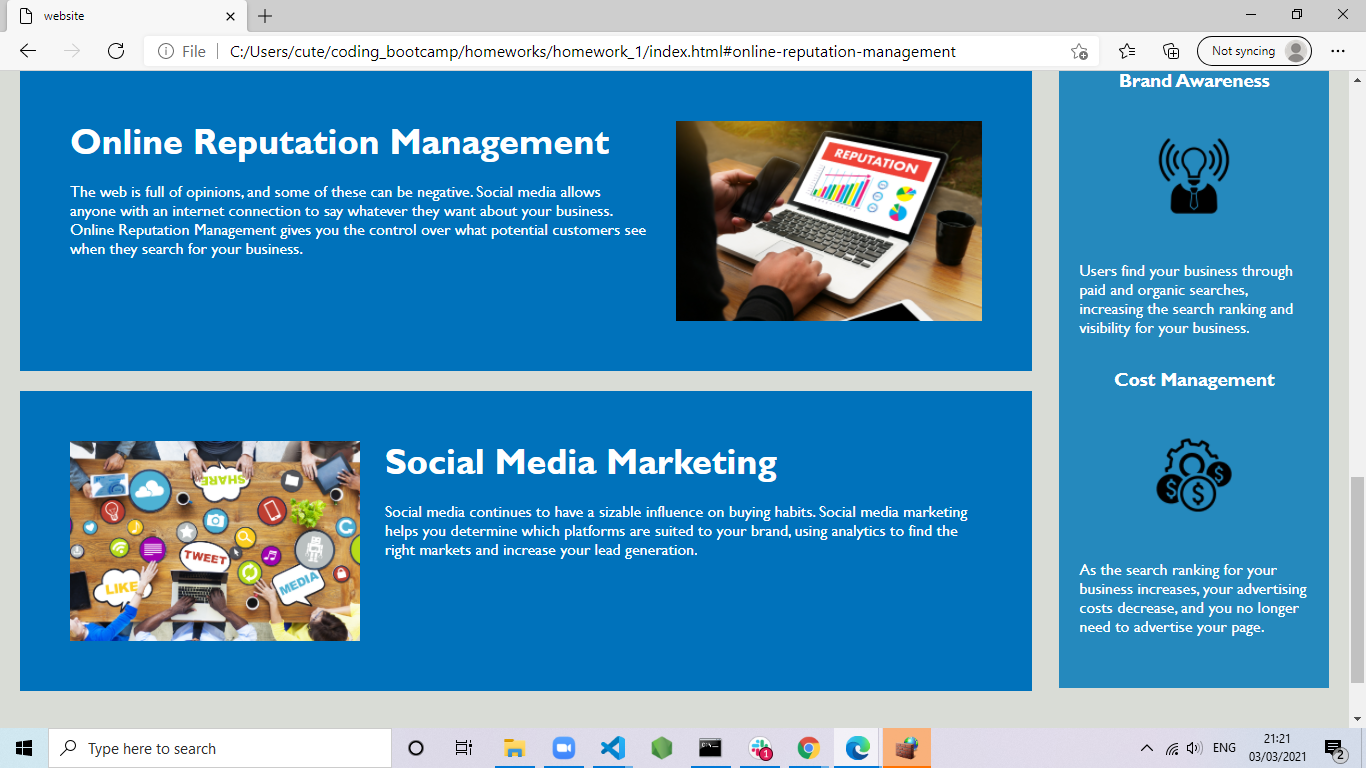 website
File
C:/Users/cute/coding_bootcamp/homeworks/homework_1/index.html#online-reputation-management
Not syncing
Online Reputation Management
The web is full of opinions, and some of these can be negative. Social media allows
anyone with an internet connection to say whatever they want about your business.
Online Reputation Management gives you the control over what potential customers see
when they search for your business.
REPUTATION
Social Media Marketing
Social media continues to have a sizable influence on buying habits. Social media marketing
helps you determine which platforms are suited to your brand, using analytics to find the
right markets and increase your lead generation.
SHARE
TWEET
LIKE
MEDIA
Brand Awareness
Users find your business through
paid and organic searches,
increasing the search ranking and
visibility for your business.
Cost Management
$
$
$
As the search ranking for your
business increases, your advertising
costs decrease, and you no longer
need to advertise your page.
Type here to search
1
ENG
21:21
03/03/2021
2